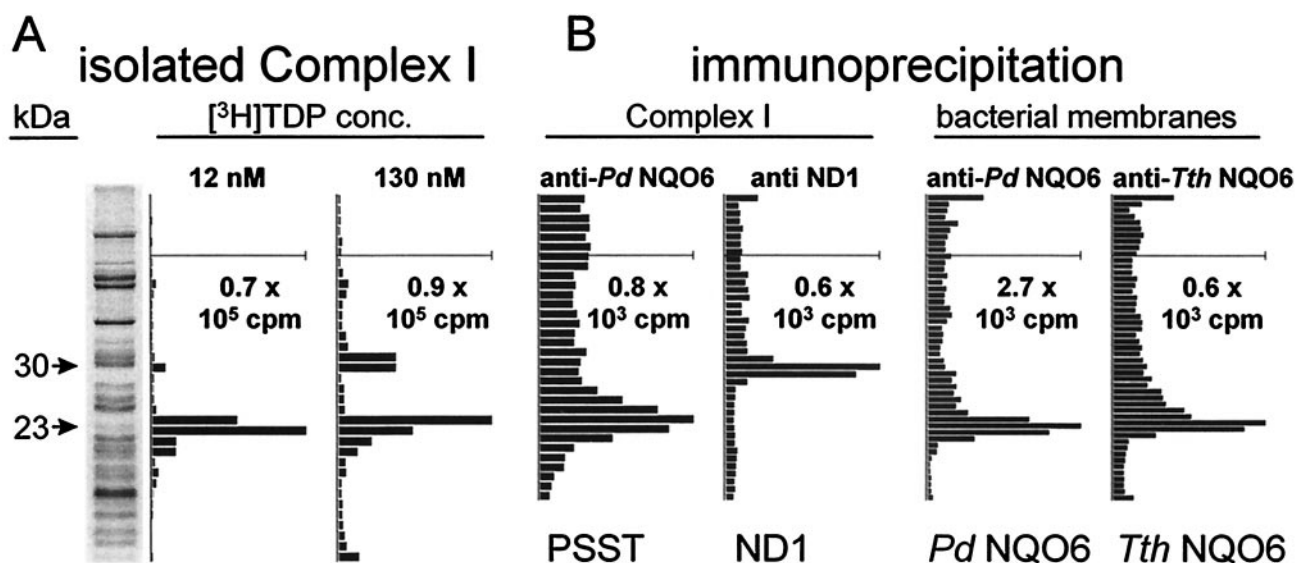 A
isolated Complex I
kDa
[³H]TDP conc.
12 nM
130 nM
0.7 x
10⁵ cpm
0.9 x
10⁵ cpm
30
23
B
immunoprecipitation
Complex I
bacterial membranes
anti-Pd NQO6
anti ND1
anti-Pd NQO6
anti-Tth NQO6
0.8 x
10³ cpm
0.6 x
10³ cpm
2.7 x
10³ cpm
0.6 x
10³ cpm
PSST
ND1
Pd NQO6
Tth NQO6